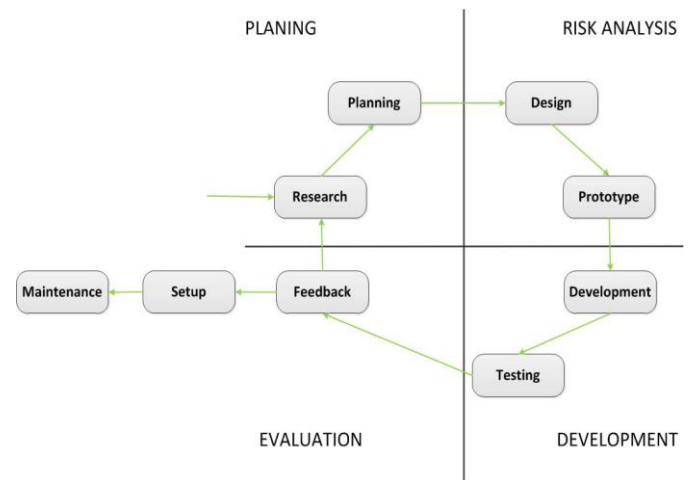 PLANING
RISK ANALYSIS
Planning
Design
Research
Prototype
Maintenance
Setup
Feedback
Development
Testing
EVALUATION
DEVELOPMENT